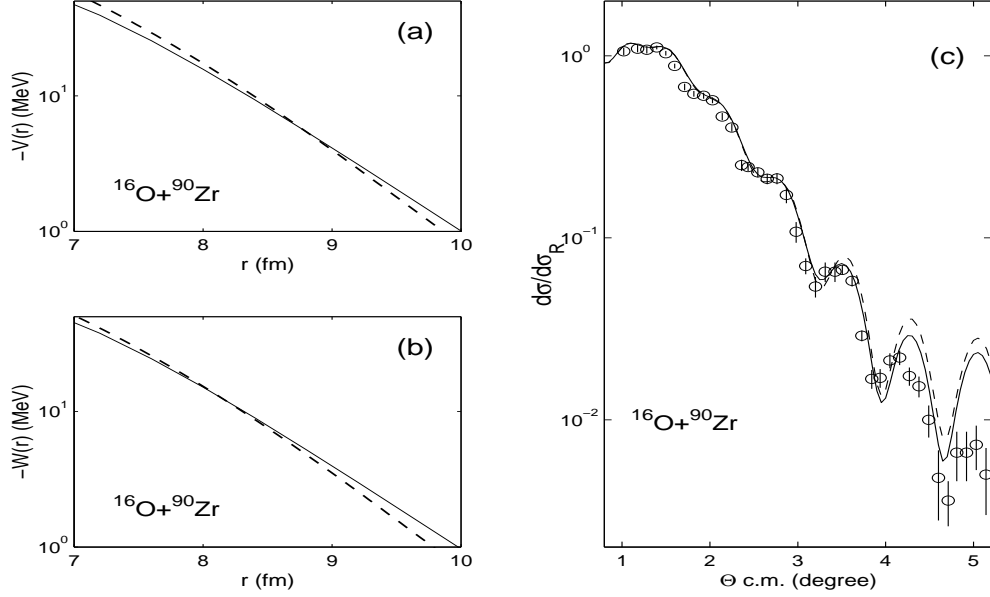 (a)
−V(r) (MeV)
10¹
10⁰
¹⁶O+⁹⁰Zr
7 8 9 10
r (fm)
(b)
−W(r) (MeV)
10¹
10⁰
¹⁶O+⁹⁰Zr
7 8 9 10
r (fm)
(c)
dσ/dσ_R
10⁰
10⁻¹
10⁻²
¹⁶O+⁹⁰Zr
1 2 3 4 5
Θ c.m. (degree)